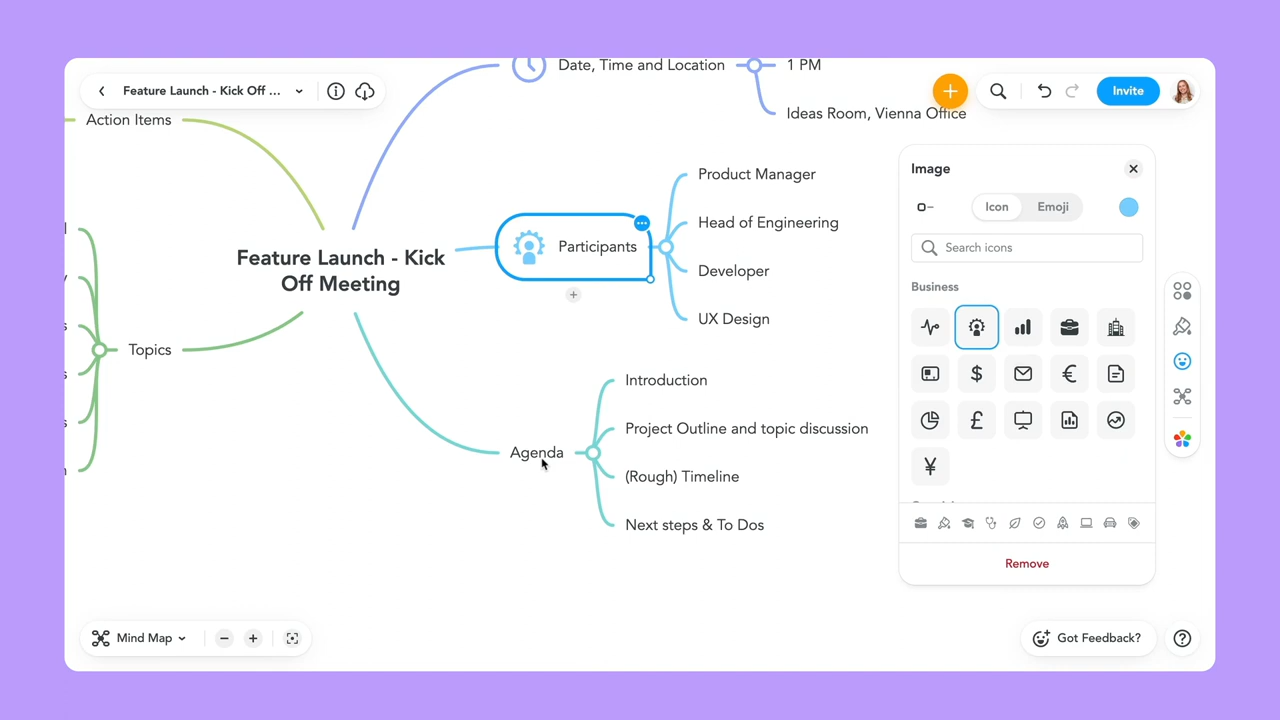 Feature Launch - Kick Off ...
Invite
Date, Time and Location
1 PM
Ideas Room, Vienna Office
Action Items
Feature Launch - Kick
Off Meeting
Participants
Product Manager
Head of Engineering
Developer
UX Design
Topics
Agenda
Introduction
Project Outline and topic discussion
(Rough) Timeline
Next steps & To Dos
Image
Icon
Emoji
Search icons
Business
Remove
Mind Map
Got Feedback?